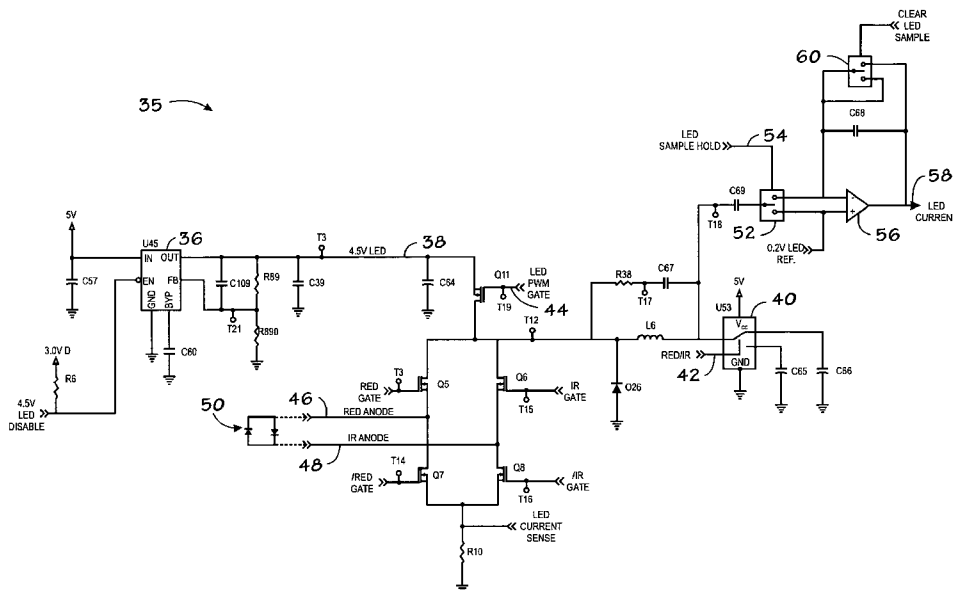 CLEAR
LED
SAMPLE
60
35
C68
LED
SAMPLE HOLD
54
58
C69
T18
52
-
+
56
LED
CURREN
0.2V LED
REF.
5V
U45
36
IN OUT
EN FB
GND
BYP
C57
C60
C109
R59
T21
R890
C39
T3
4.5V LED
38
C64
Q11
LED
PWM
GATE
T19
44
T12
R38
C67
T17
L6
5V
U53
40
Vcc
GND
RED/IR
42
C65
C66
3.0V D
R6
4.5V
LED
DISABLE
T3
RED
GATE
Q5
Q6
IR
GATE
T15
O26
50
46
RED ANODE
IR ANODE
48
T14
/RED
GATE
Q7
Q8
/IR
GATE
T16
LED
CURRENT
SENSE
R10